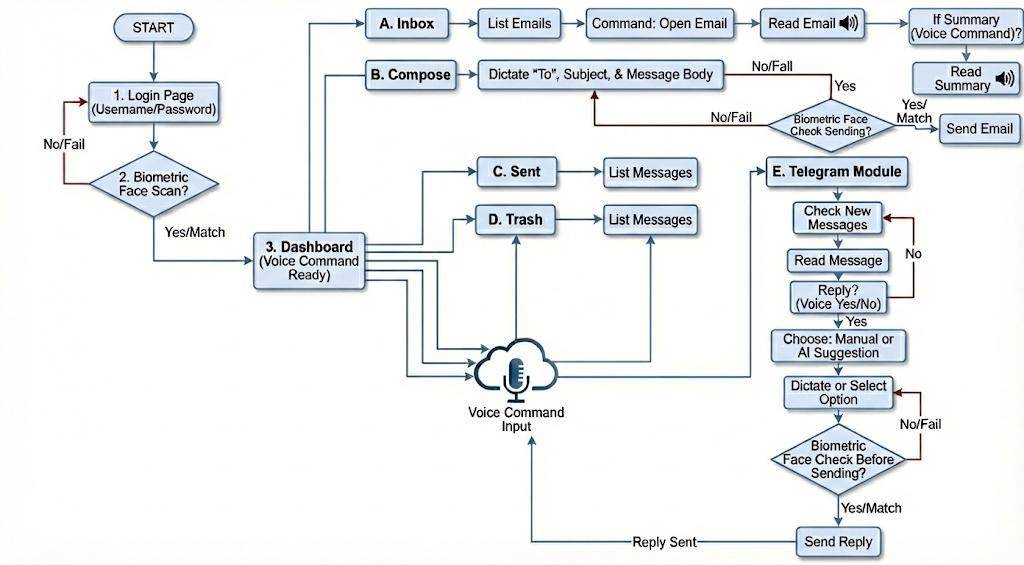 START
A. Inbox
List Emails
Command: Open Email
Read Email
If Summary
(Voice Command)?
Read
Summary
B. Compose
Dictate “To”, Subject, & Message Body
No/Fall
Yes
1. Login Page
(Username/Password)
No/Fail
Biometric Face
Cheok Sending?
Yes/
Match
Send Email
No/Fail
2. Biometric
Face Scan?
Yes/Match
C. Sent
List Messages
E. Telegram Module
D. Trash
List Messages
Check New
Messages
No
3. Dashboard
(Voice Command
Ready)
Read Message
Reply?
(Voice Yes/No)
Yes
Choose: Manual or
AI Suggestion
Dictate or Select
Option
No/Fail
Voice Command
Input
Biometric
Face Check Before
Sending?
Yes/Match
Reply Sent
Send Reply